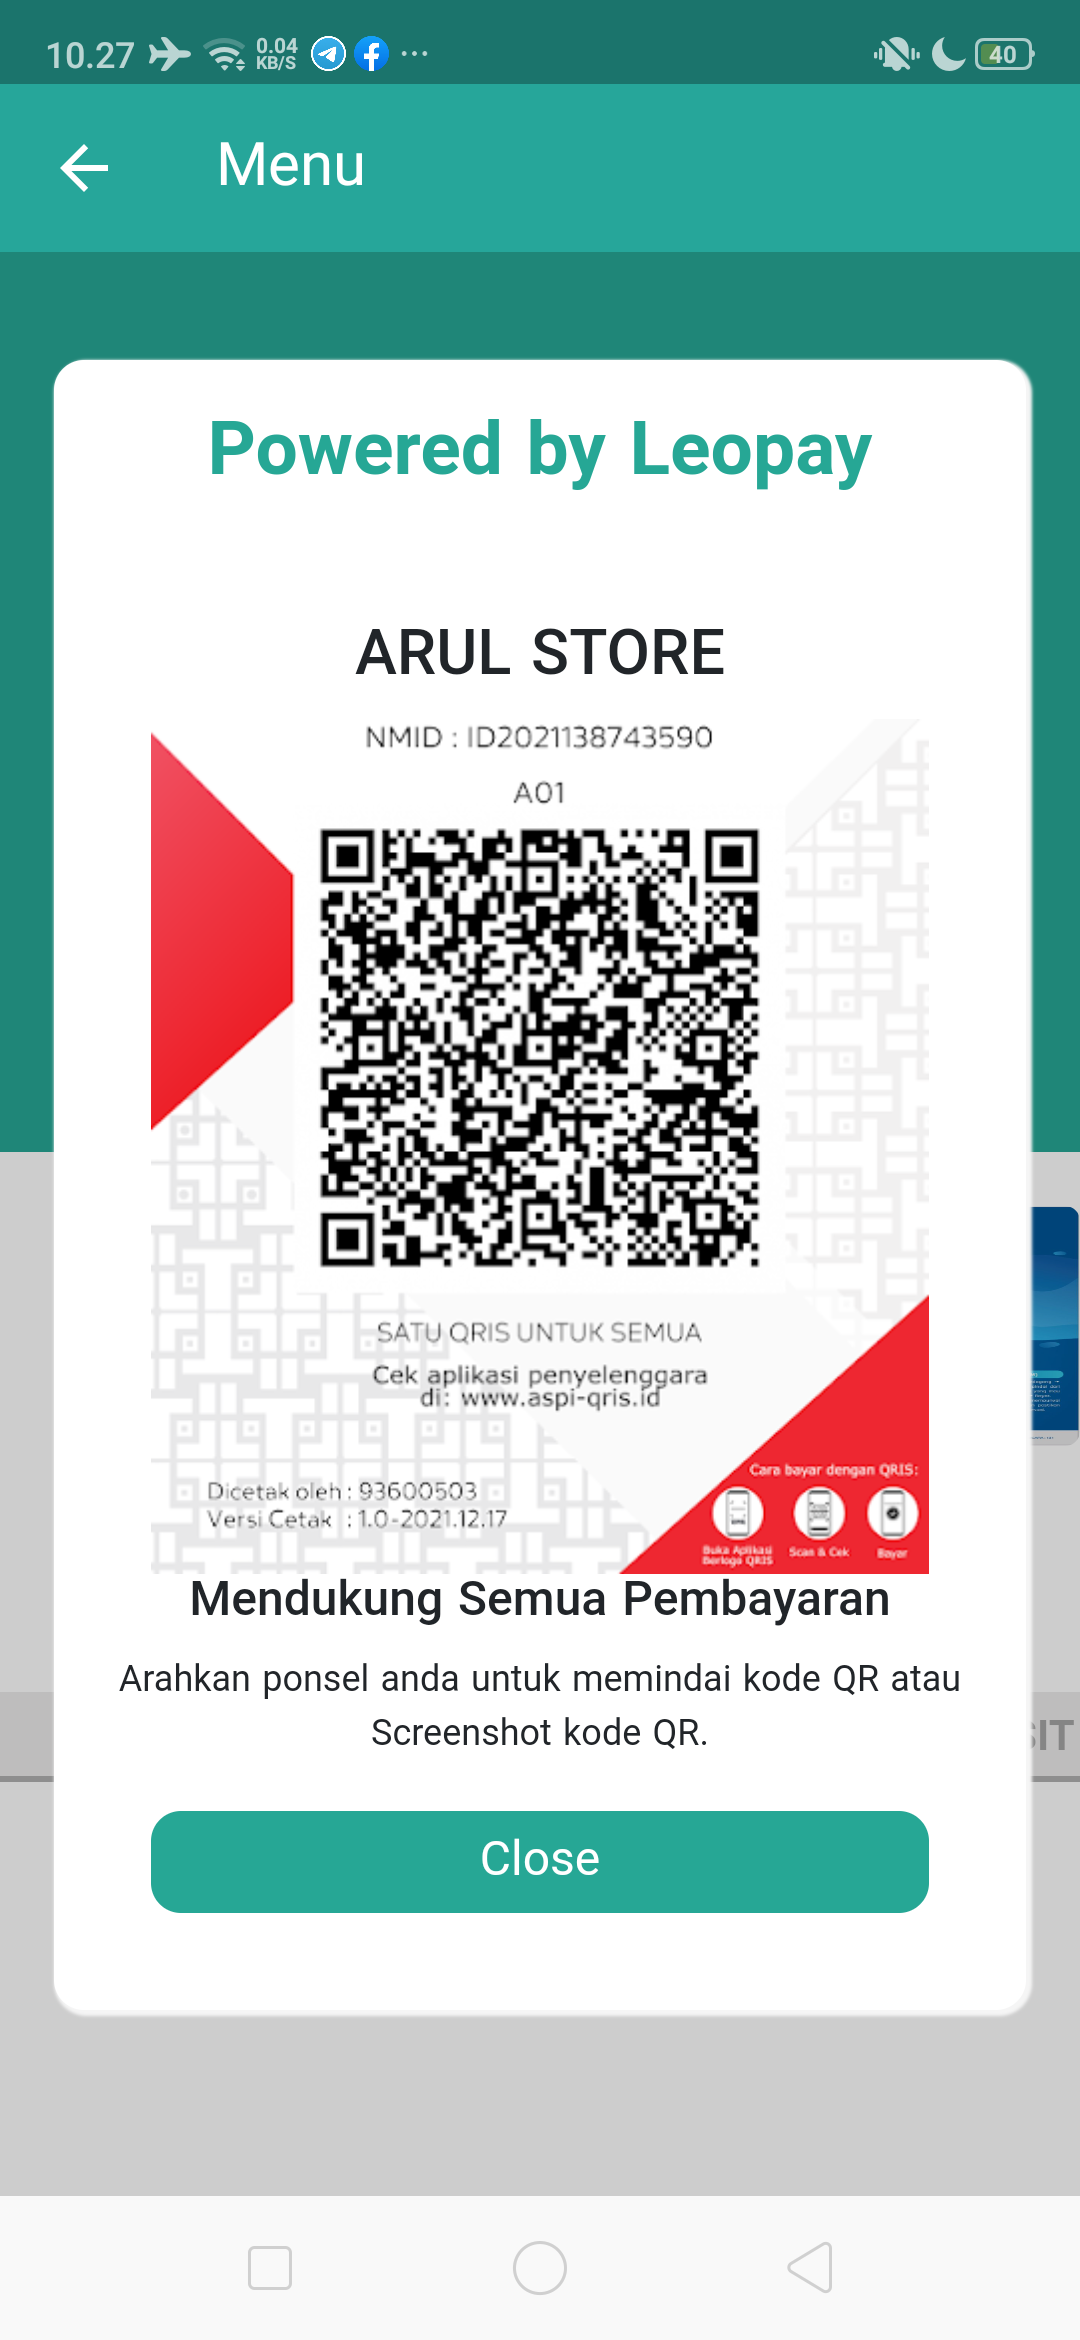 10.27
0.04
KB/S
40
Menu
Powered by Leopay
ARUL STORE
NMID : ID2021138743590
A01
SATU QRIS UNTUK SEMUA
Cek aplikasi penyelenggara
di: www.aspi-qris.id
Dicetak oleh : 93600503
Versi Cetak : 1.0-2021.12.17
Cara bayar dengan QRIS:
Buka Aplikasi
Berlogo QRIS
Scan & Cek
Bayar
Mendukung Semua Pembayaran
Arahkan ponsel anda untuk memindai kode QR atau
Screenshot kode QR.
SIT
Close